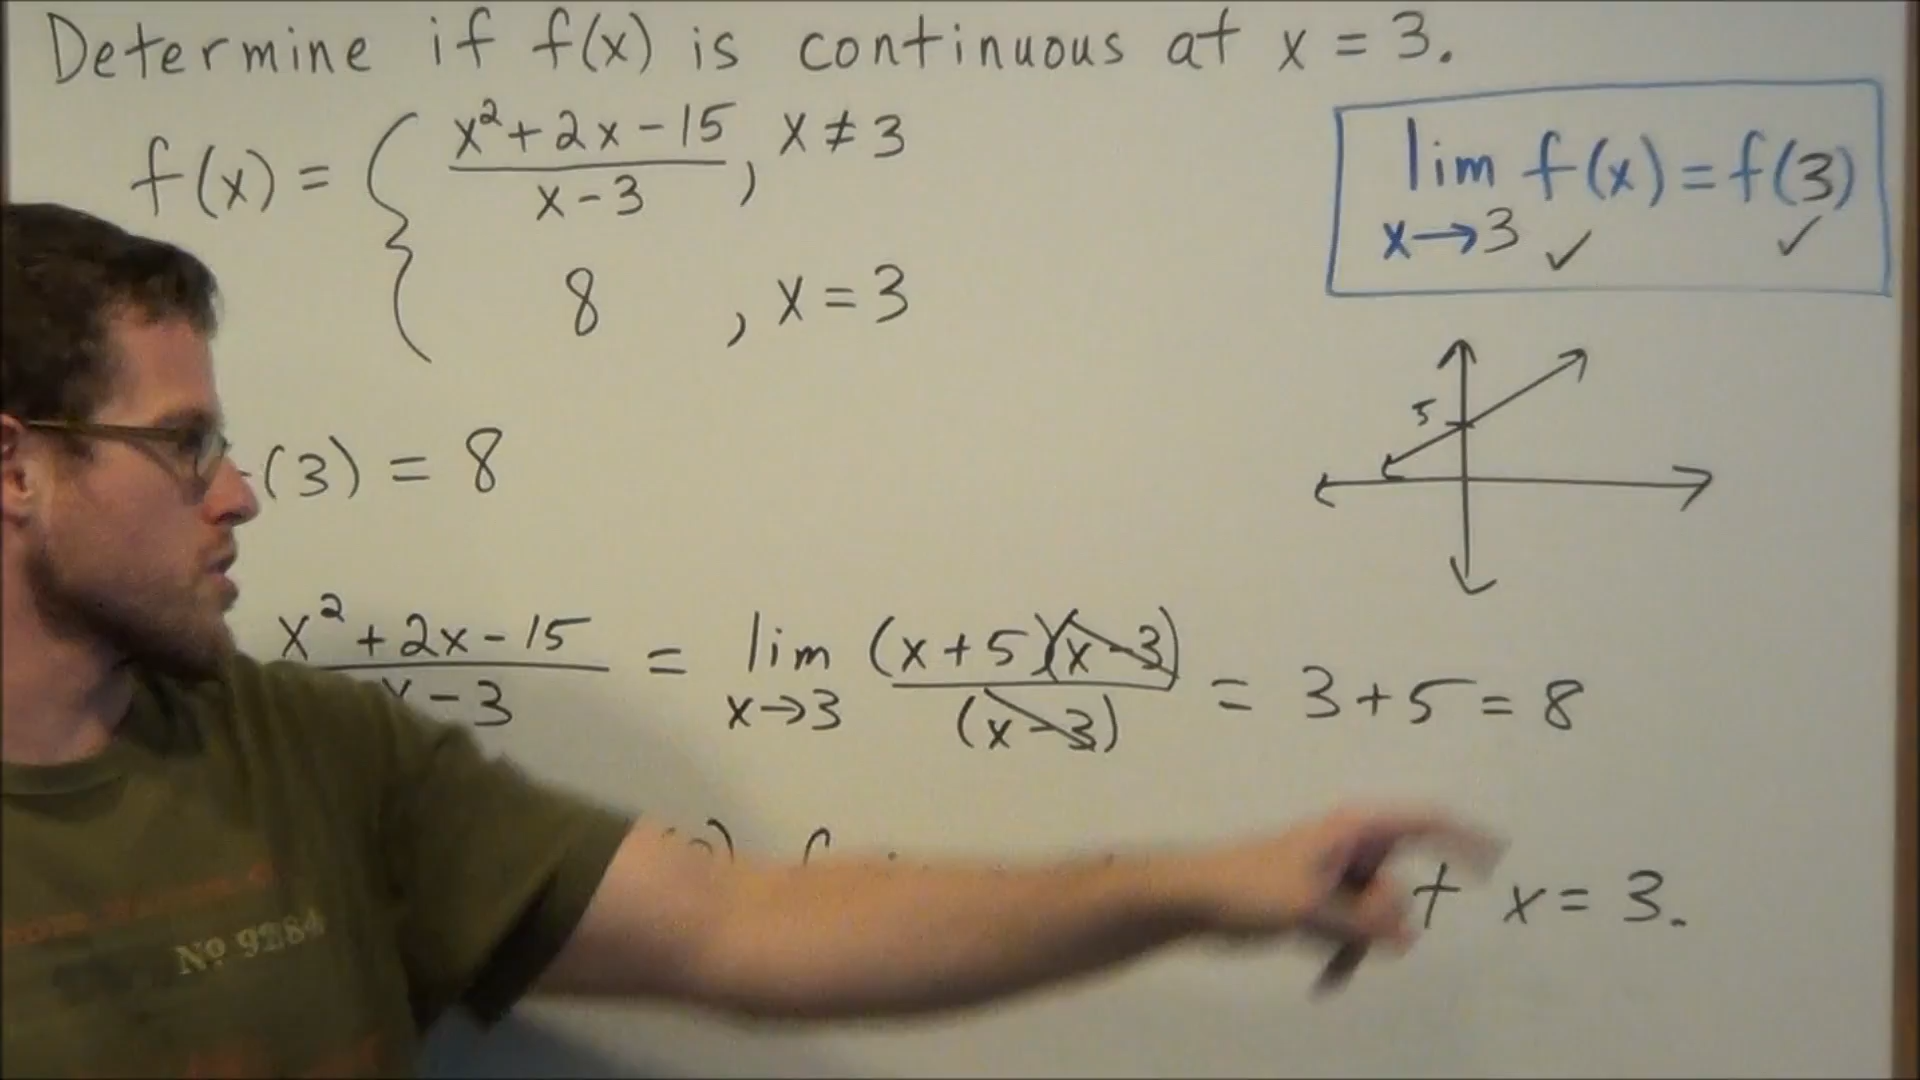 Determine if f(x) is continuous at x = 3.
f(x) = { x²+2x-15 / x-3 , x ≠ 3
8 , x = 3
lim x→3 f(x) = f(3)
✓ ✓
5
(3) = 8
x²+2x-15 / x-3 = lim x→3 (x+5)(x-3) / (x-3) = 3+5 = 8
x = 3.
Nº 9284